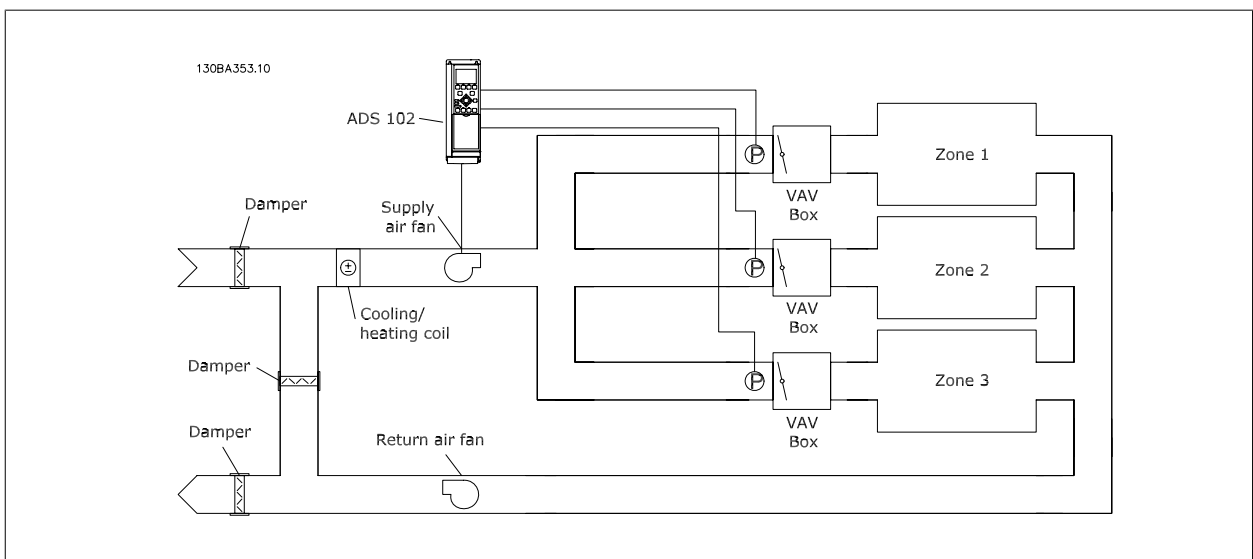 130BA353.10
ADS 102
Damper
Supply
air fan
Cooling/
heating coil
Damper
Damper
Return air fan
P
VAV
Box
Zone 1
P
VAV
Box
Zone 2
P
VAV
Box
Zone 3